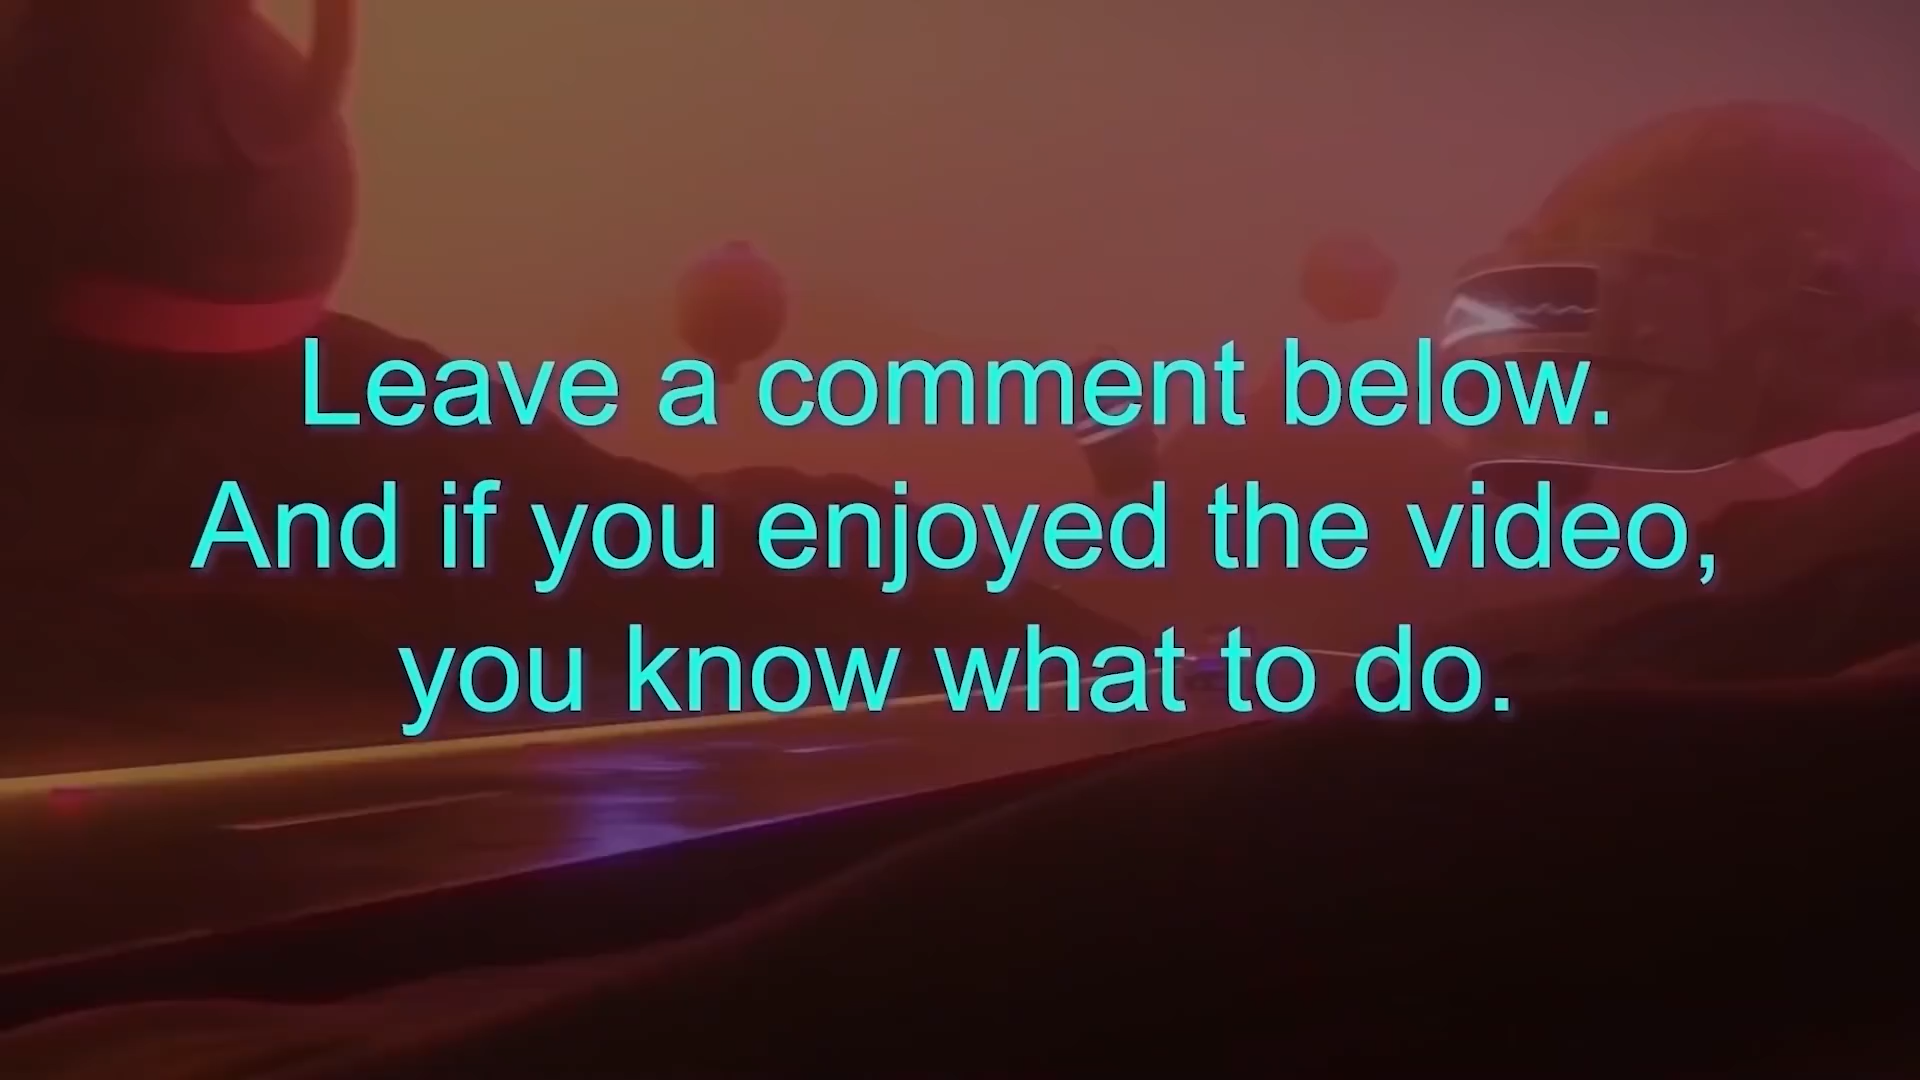 Leave a comment below.
And if you enjoyed the video,
you know what to do.